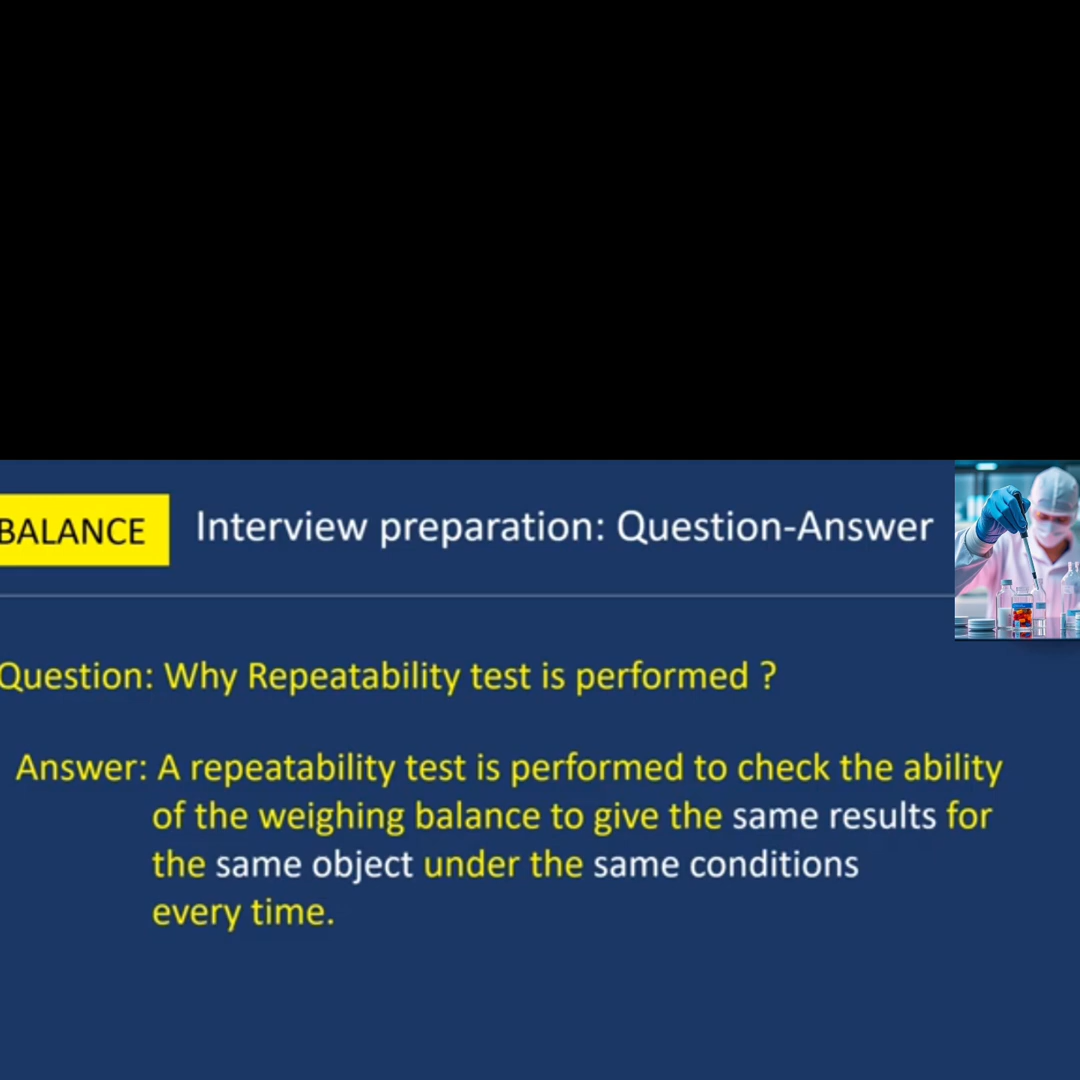 BALANCE
Interview preparation: Question-Answer
Question: Why Repeatability test is performed ?
Answer: A repeatability test is performed to check the ability
of the weighing balance to give the same results for
the same object under the same conditions
every time.